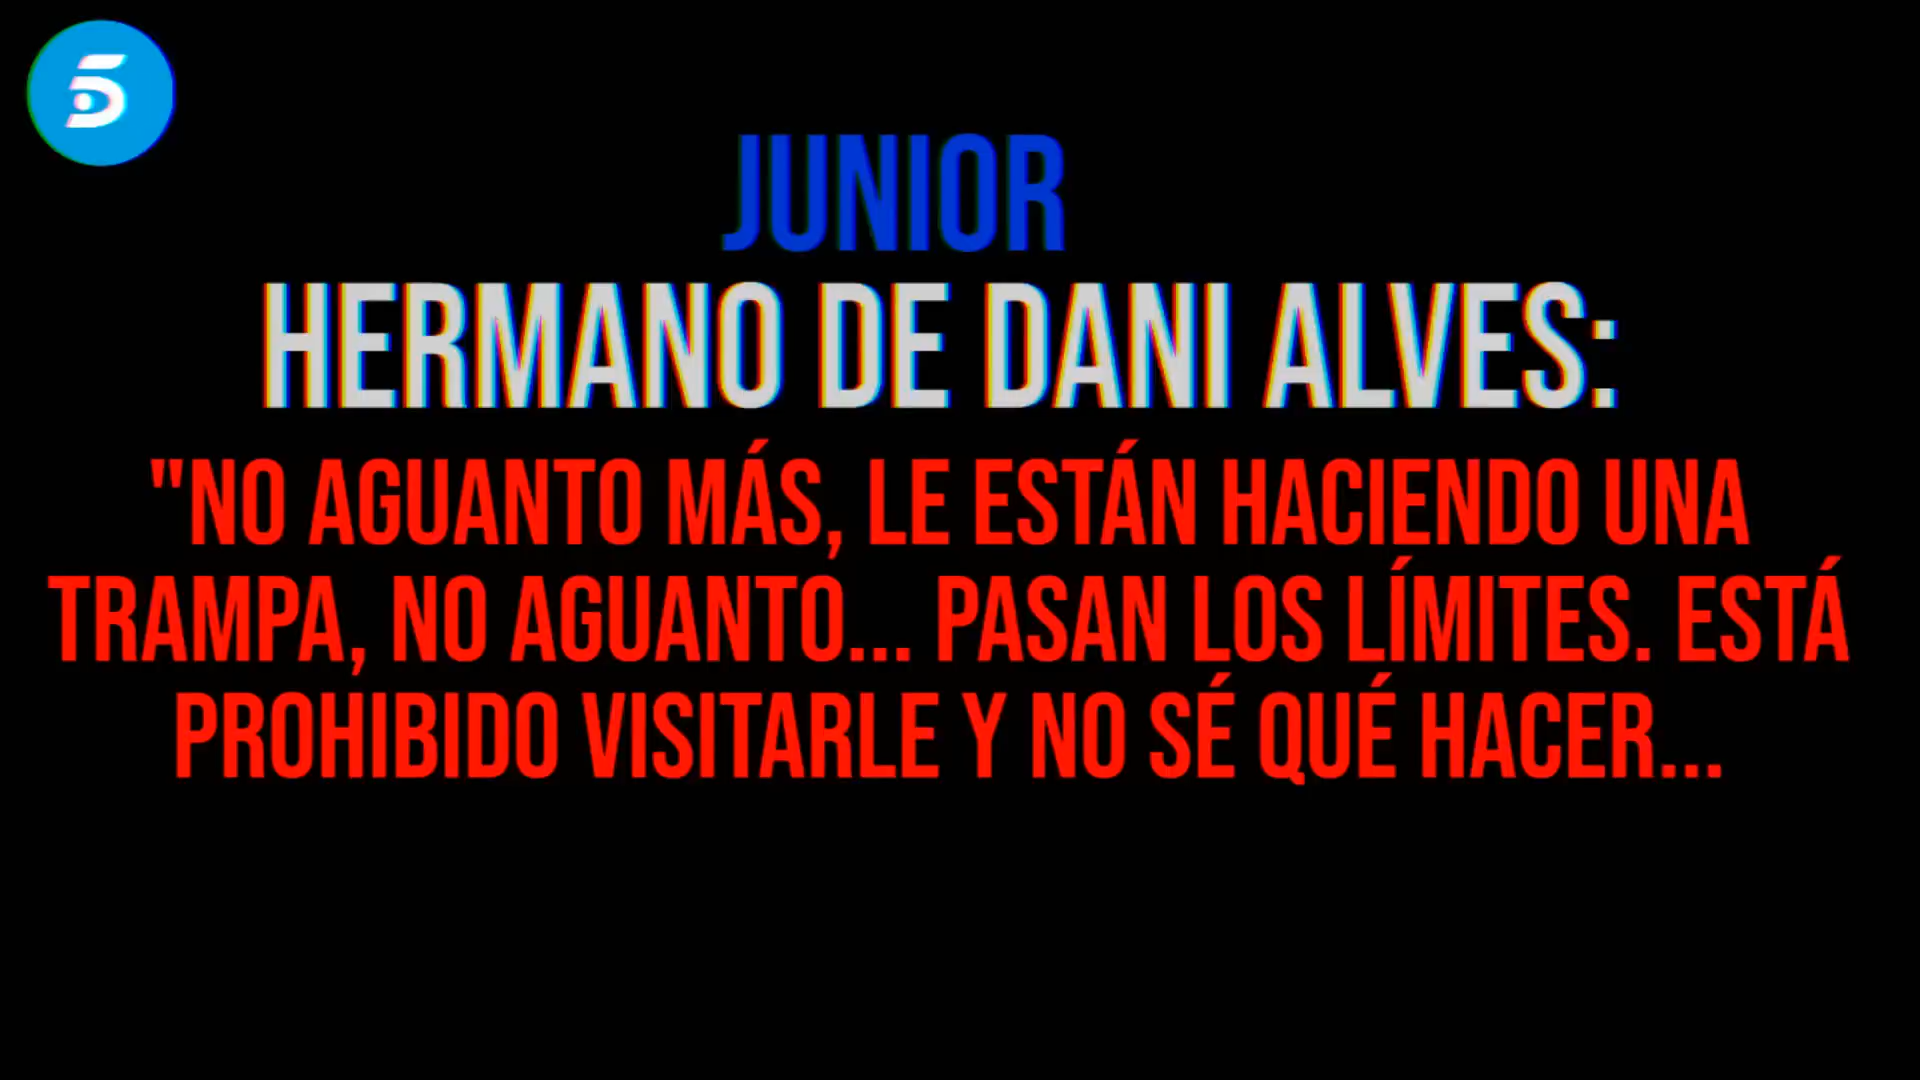 5
JUNIOR
HERMANO DE DANI ALVES:
"NO AGUANTO MÁS, LE ESTÁN HACIENDO UNA
TRAMPA, NO AGUANTO... PASAN LOS LÍMITES. ESTÁ
PROHIBIDO VISITARLE Y NO SÉ QUÉ HACER...